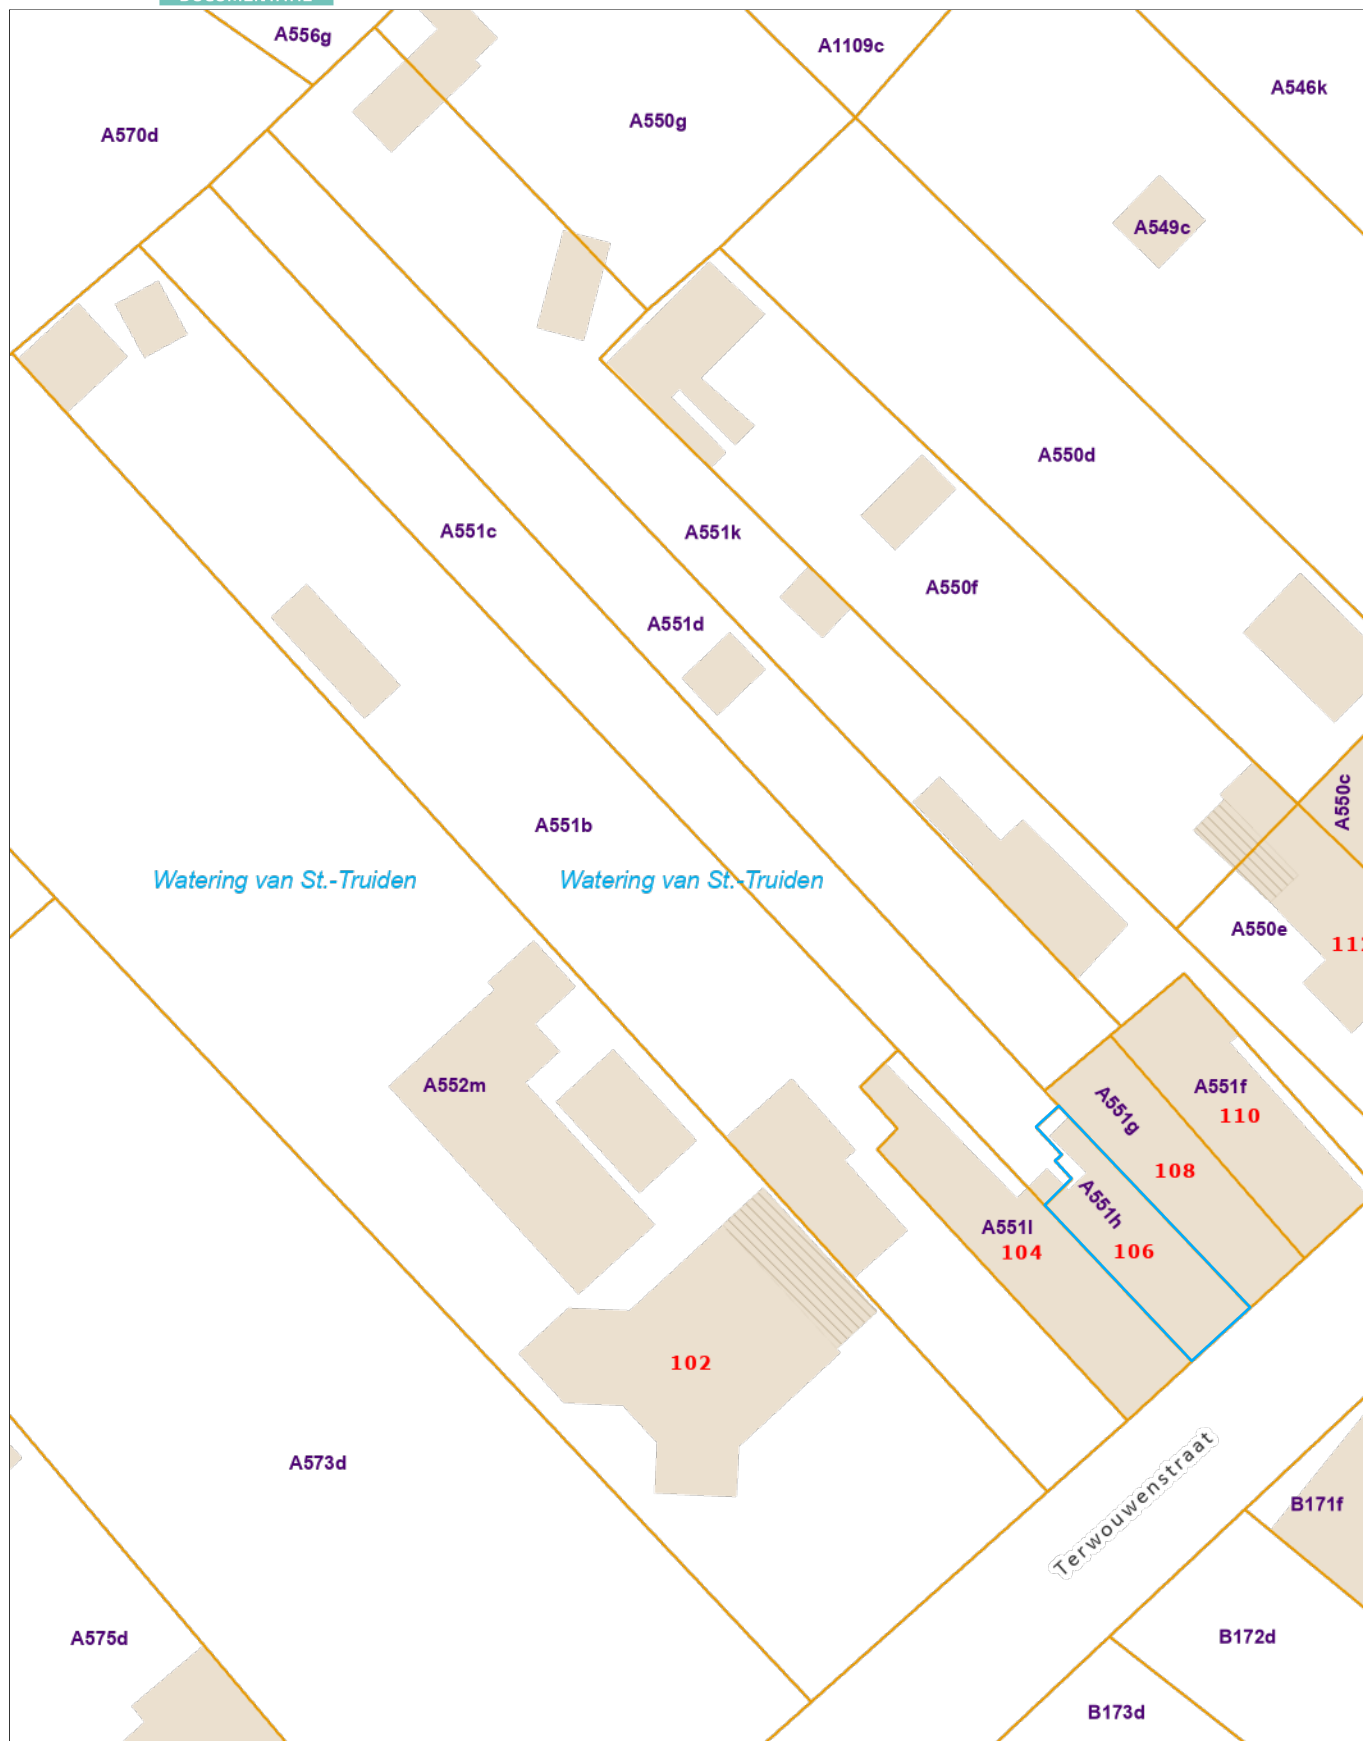 A556g
A1109c
A546k
A570d
A550g
A549c
A550d
A551c
A551k
A550f
A551d
A550c
A551b
Watering van St.-Truiden
Watering van St.-Truiden
A550e
A552m
A551f
110
A551g
108
A551h
106
A551l
104
102
A573d
Terwouwenstraat
B171f
A575d
B172d
B173d